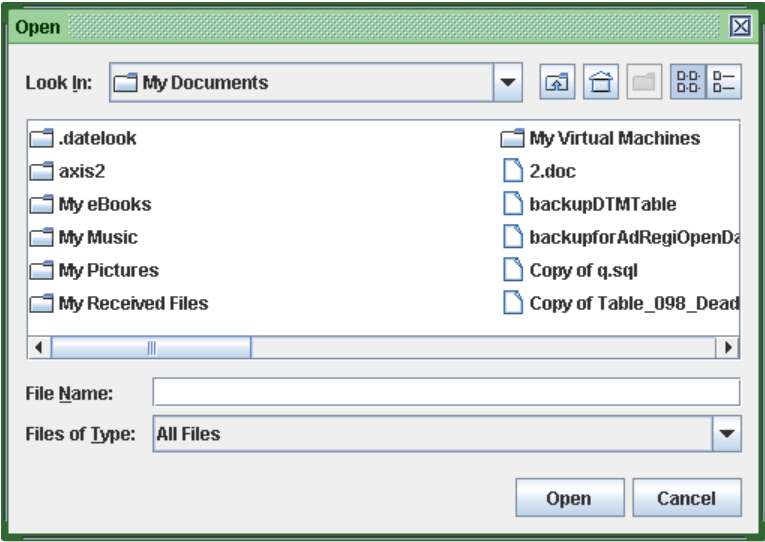 Open
Look In: My Documents
.datelook
axis2
My eBooks
My Music
My Pictures
My Received Files
My Virtual Machines
2.doc
backupDTMTable
backupforAdRegiOpenDa
Copy of q.sql
Copy of Table_098_Dead
File Name:
Files of Type: All Files
Open Cancel